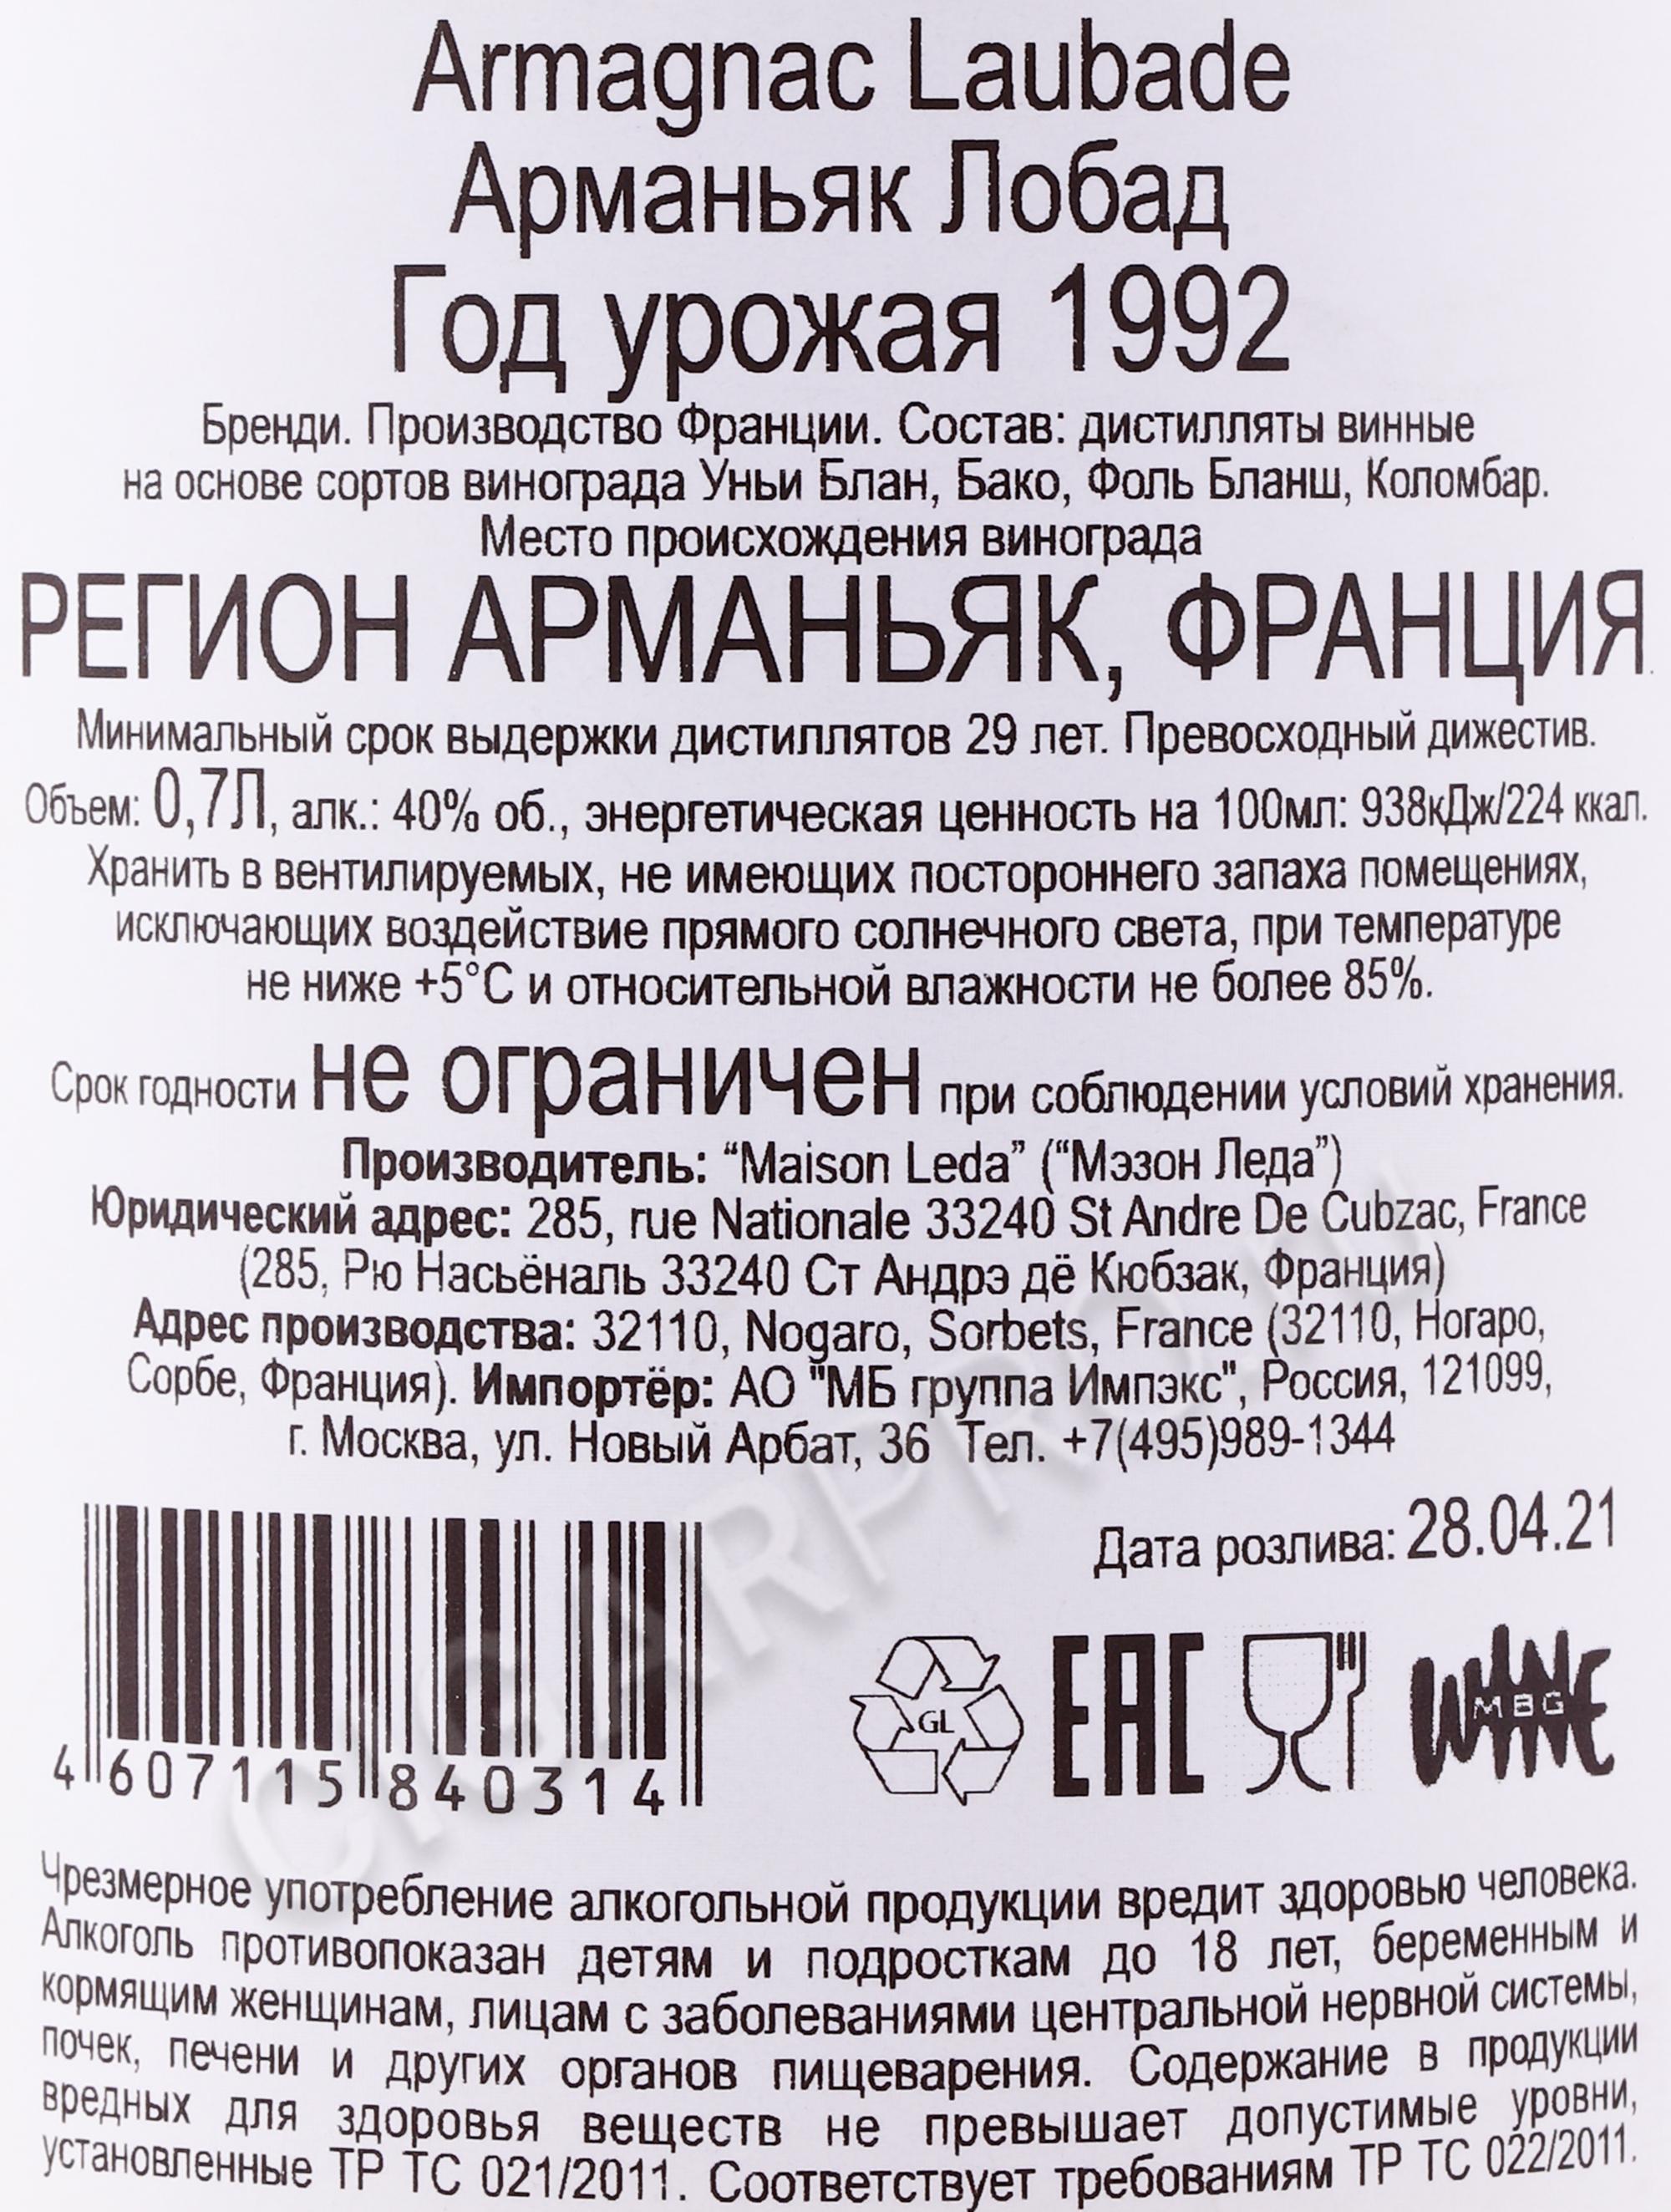 Armagnac Laubade
Арманьяк Лобад
Год урожая 1992
Бренди. Производство Франции. Состав: дистилляты винные
на основе сортов винограда Уньи Блан, Бако, Фоль Бланш, Коломбар.
Место происхождения винограда
РЕГИОН АРМАНЬЯК, ФРАНЦИЯ.
Минимальный срок выдержки дистиллятов 29 лет. Превосходный дижестив.
Объем: 0,7Л, алк.: 40% об., энергетическая ценность на 100мл: 938кДж/224 ккал.
Хранить в вентилируемых, не имеющих постороннего запаха помещениях,
исключающих воздействие прямого солнечного света, при температуре
не ниже +5°С и относительной влажности не более 85%.
Срок годности не ограничен при соблюдении условий хранения.
Производитель: “Maison Leda” (“Мэзон Леда”)
Юридический адрес: 285, rue Nationale 33240 St Andre De Cubzac, France
(285, Рю Насьёналь 33240 Ст Андрэ дё Кюбзак, Франция)
Адрес производства: 32110, Nogaro, Sorbets, France (32110, Ногаро,
Сорбе, Франция). Импортёр: АО "МБ группа Импэкс", Россия, 121099,
г. Москва, ул. Новый Арбат, 36 Тел. +7(495)989-1344
Дата розлива: 28.04.21
4 607115 840314
GL
EAC
WINE
MBG
CIGARPRO.ru
Чрезмерное употребление алкогольной продукции вредит здоровью человека.
Алкоголь противопоказан детям и подросткам до 18 лет, беременным и
кормящим женщинам, лицам с заболеваниями центральной нервной системы,
почек, печени и других органов пищеварения. Содержание в продукции
вредных для здоровья веществ не превышает допустимые уровни,
установленные ТР ТС 021/2011. Соответствует требованиям ТР ТС 022/2011.